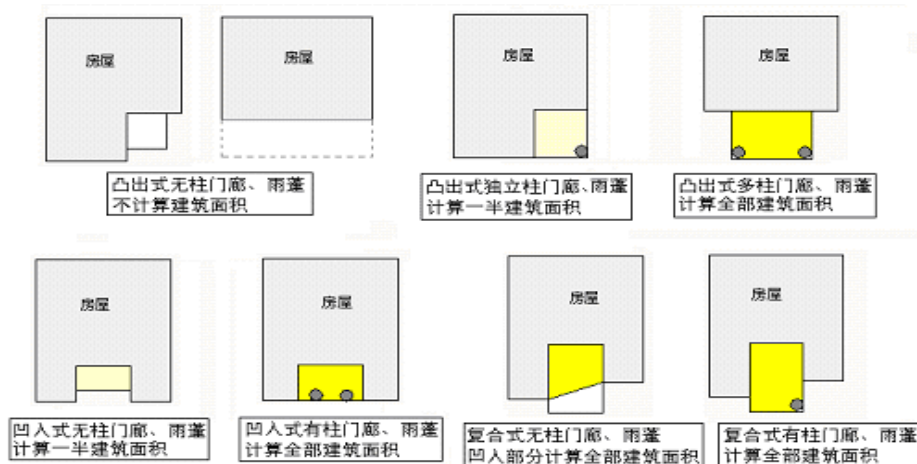 房屋
房屋
房屋
房屋
凸出式无柱门廊、雨蓬
不计算建筑面积
凸出式独立柱门廊、雨蓬
计算一半建筑面积
凸出式多柱门廊、雨蓬
计算全部建筑面积
房屋
房屋
房屋
房屋
凹入式无柱门廊、雨蓬
计算一半建筑面积
凹入式有柱门廊、雨蓬
计算全部建筑面积
复合式无柱门廊、雨蓬
凹入部分计算全部建筑面积
复合式有柱门廊、雨蓬
计算全部建筑面积